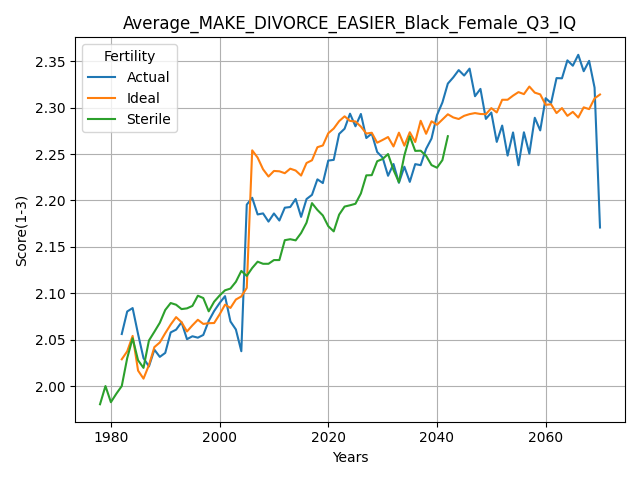 Average_MAKE_DIVORCE_EASIER_Black_Female_Q3_IQ
Fertility
Actual
Ideal
Sterile
Score(1-3)
2.35
2.30
2.25
2.20
2.15
2.10
2.05
2.00
1980
2000
2020
2040
2060
Years